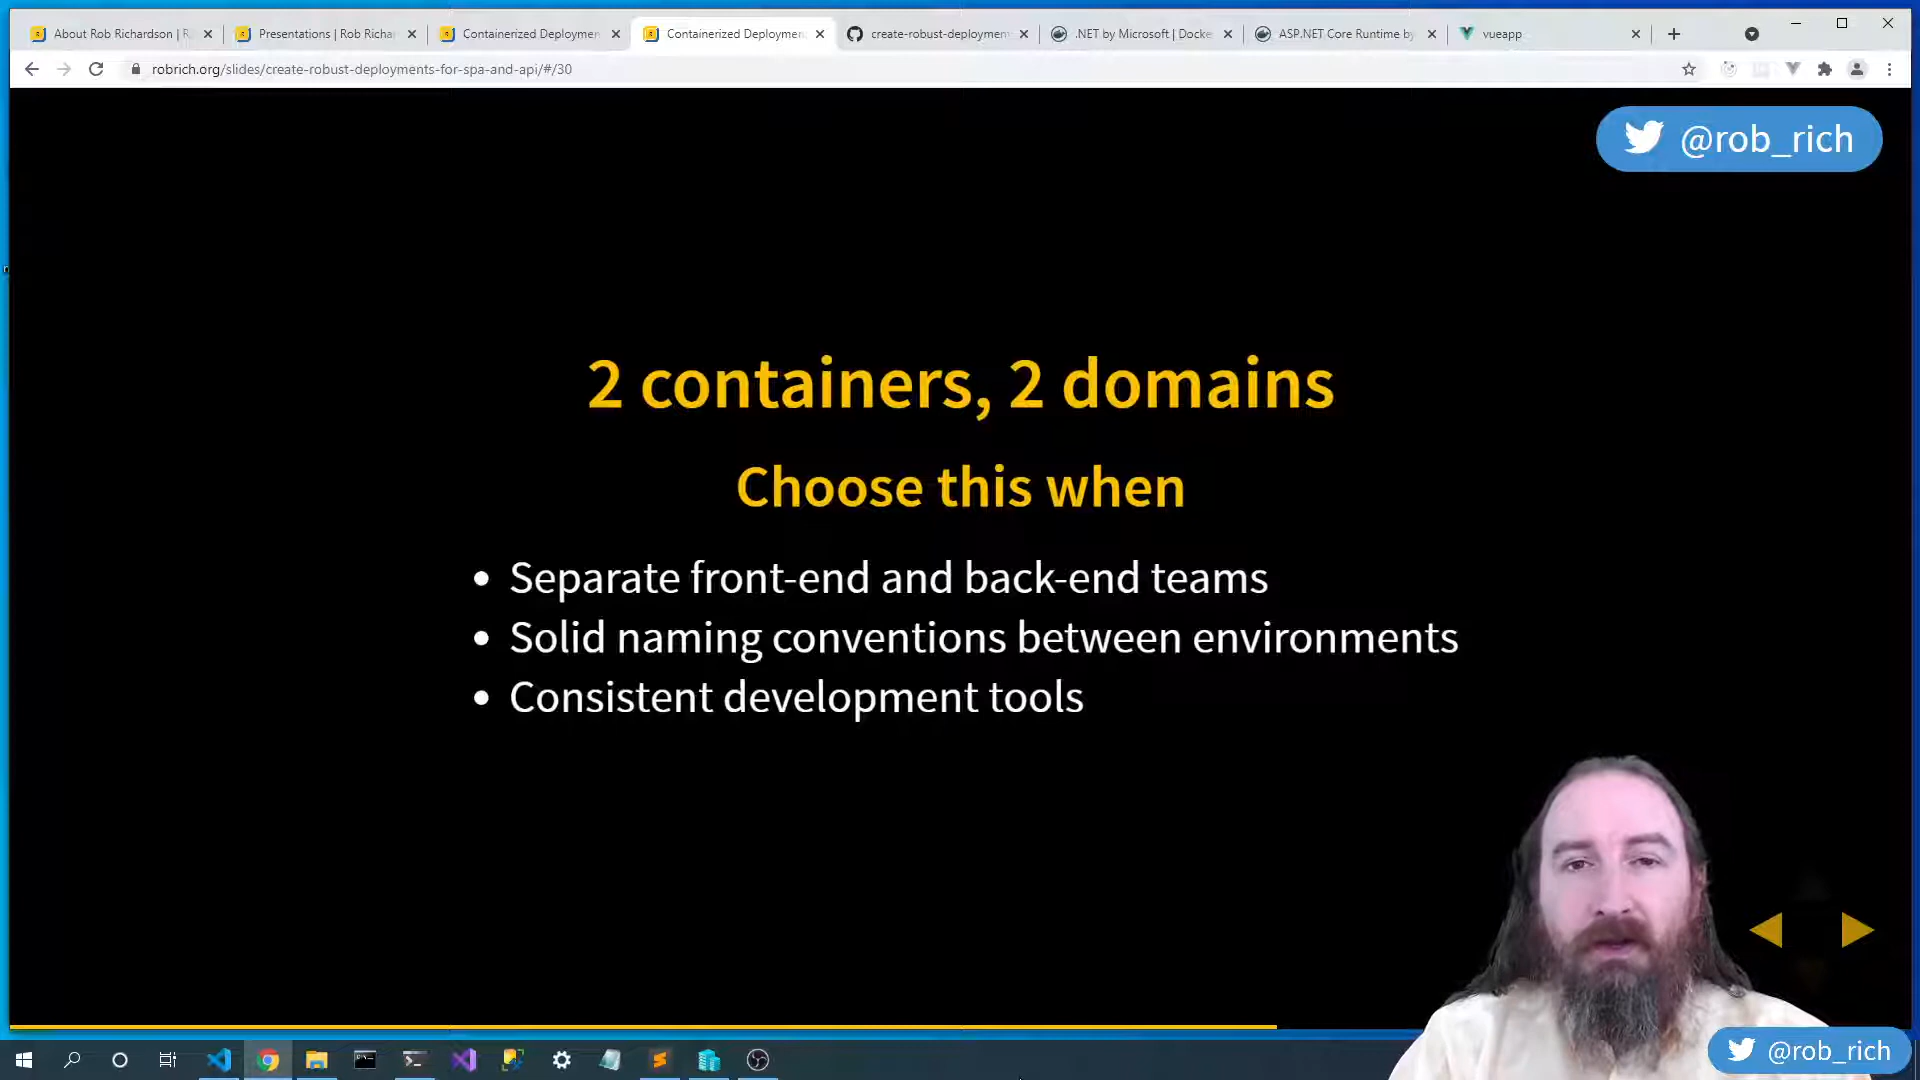 About Rob Richardson | R
Presentations | Rob Richa
Containerized Deploymen
Containerized Deploymen
create-robust-deploymen
.NET by Microsoft | Docke
ASP.NET Core Runtime by
vueapp
robrich.org/slides/create-robust-deployments-for-spa-and-api/#/30
@rob_rich
2 containers, 2 domains
Choose this when
• Separate front-end and back-end teams
• Solid naming conventions between environments
• Consistent development tools
@rob_rich